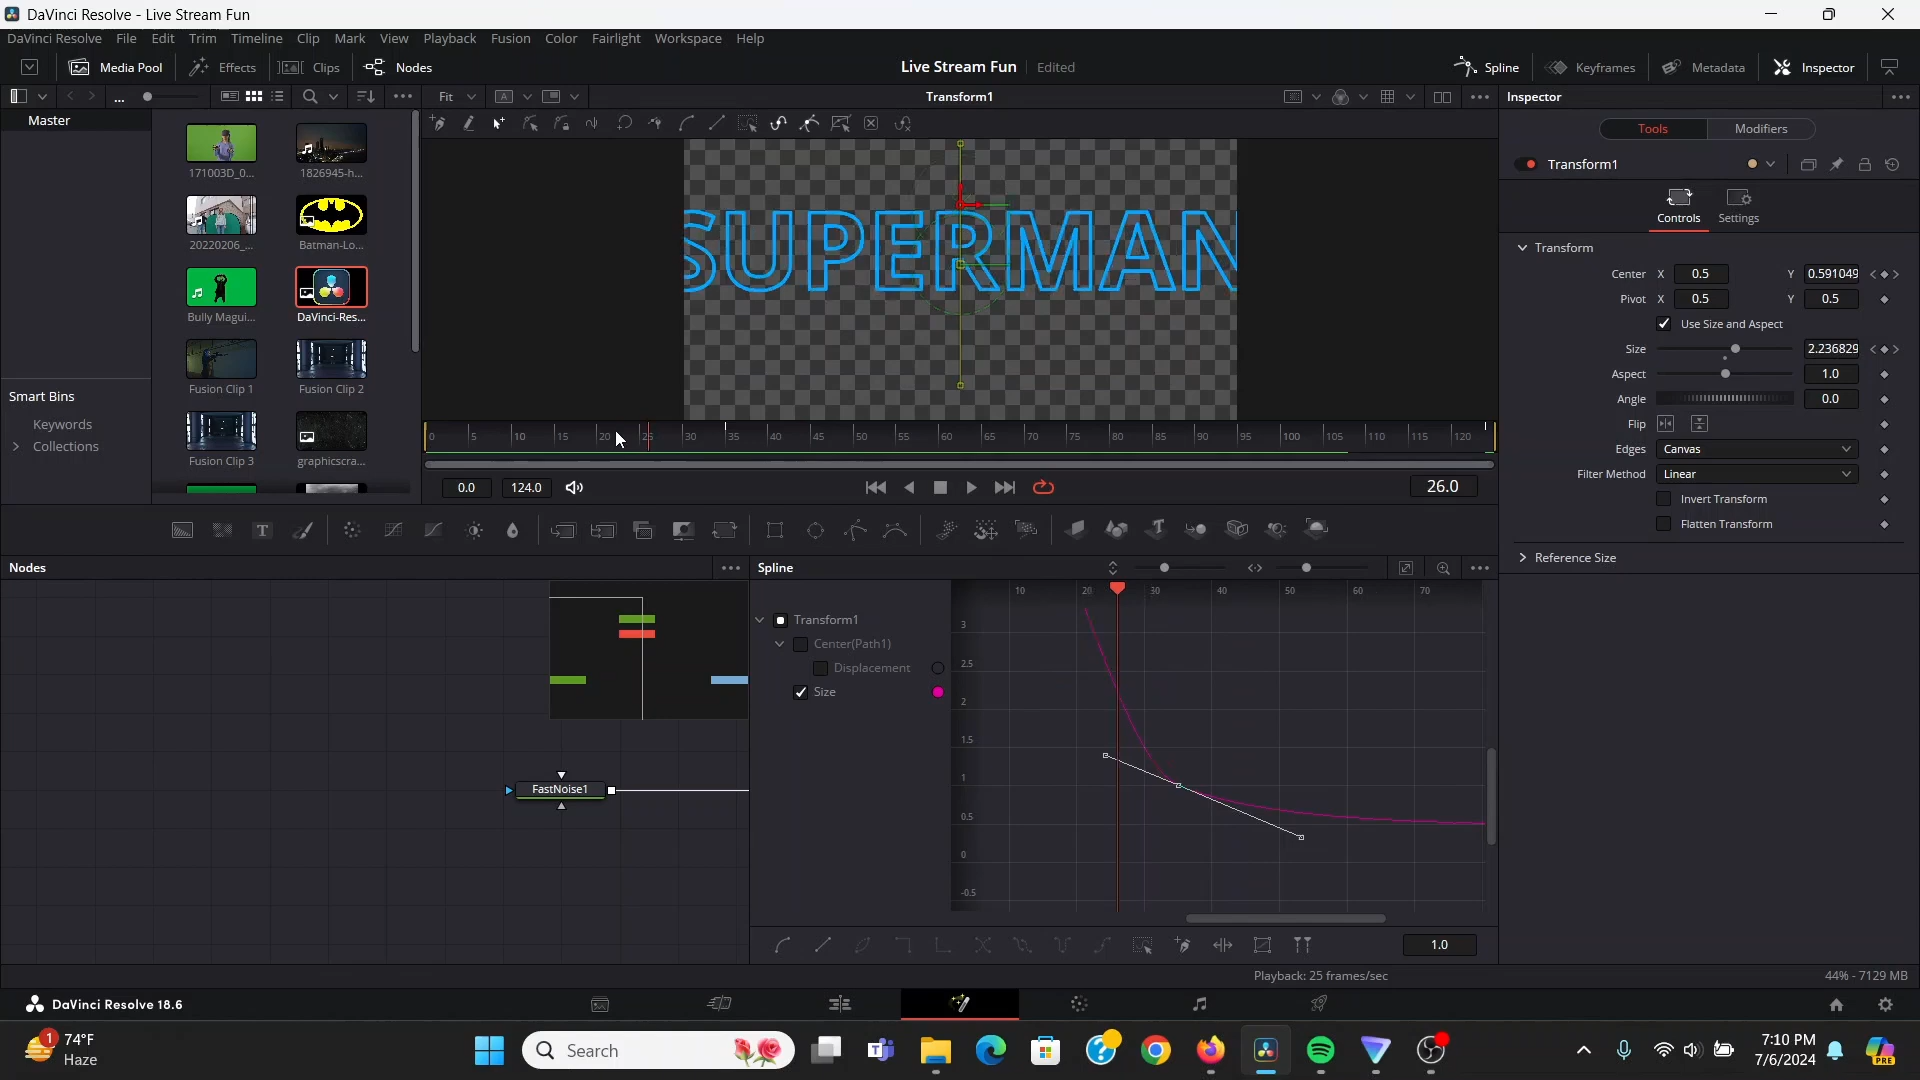 DaVinci Resolve - Live Stream Fun
DaVinci Resolve File Edit Trim Timeline Clip Mark View Playback Fusion Color Fairlight Workspace Help
Media Pool Effects Clips Nodes Live Stream Fun Edited Spline Keyframes Metadata Inspector
... Fit Transform1 ... Inspector ...
Master
171003D_0... 1826945-h...
20220206_... Batman-Lo...
Bully Magui... DaVinci-Res...
Fusion Clip 1 Fusion Clip 2
Fusion Clip 3 graphicscra...
Smart Bins
Keywords
Collections
SUPERMAN
0 5 10 15 20 25 30 35 40 45 50 55 60 65 70 75 80 85 90 95 100 105 110 115 120
0.0 124.0 26.0
Tools Modifiers
Transform1
Controls Settings
Transform
Center X 0.5 Y 0.591049
Pivot X 0.5 Y 0.5
Use Size and Aspect
Size 2.236829
Aspect 1.0
Angle 0.0
Flip
Edges Canvas
Filter Method Linear
Invert Transform
Flatten Transform
Reference Size
Nodes ... Spline ...
FastNoise1
Transform1
Center(Path1)
Displacement
Size
10 20 30 40 50 60 70
3
2.5
2
1.5
1
0.5
0
-0.5
1.0
Playback: 25 frames/sec 44% - 7129 MB
DaVinci Resolve 18.6
1 74°F
Haze
Search
7:10 PM
7/6/2024
PRE